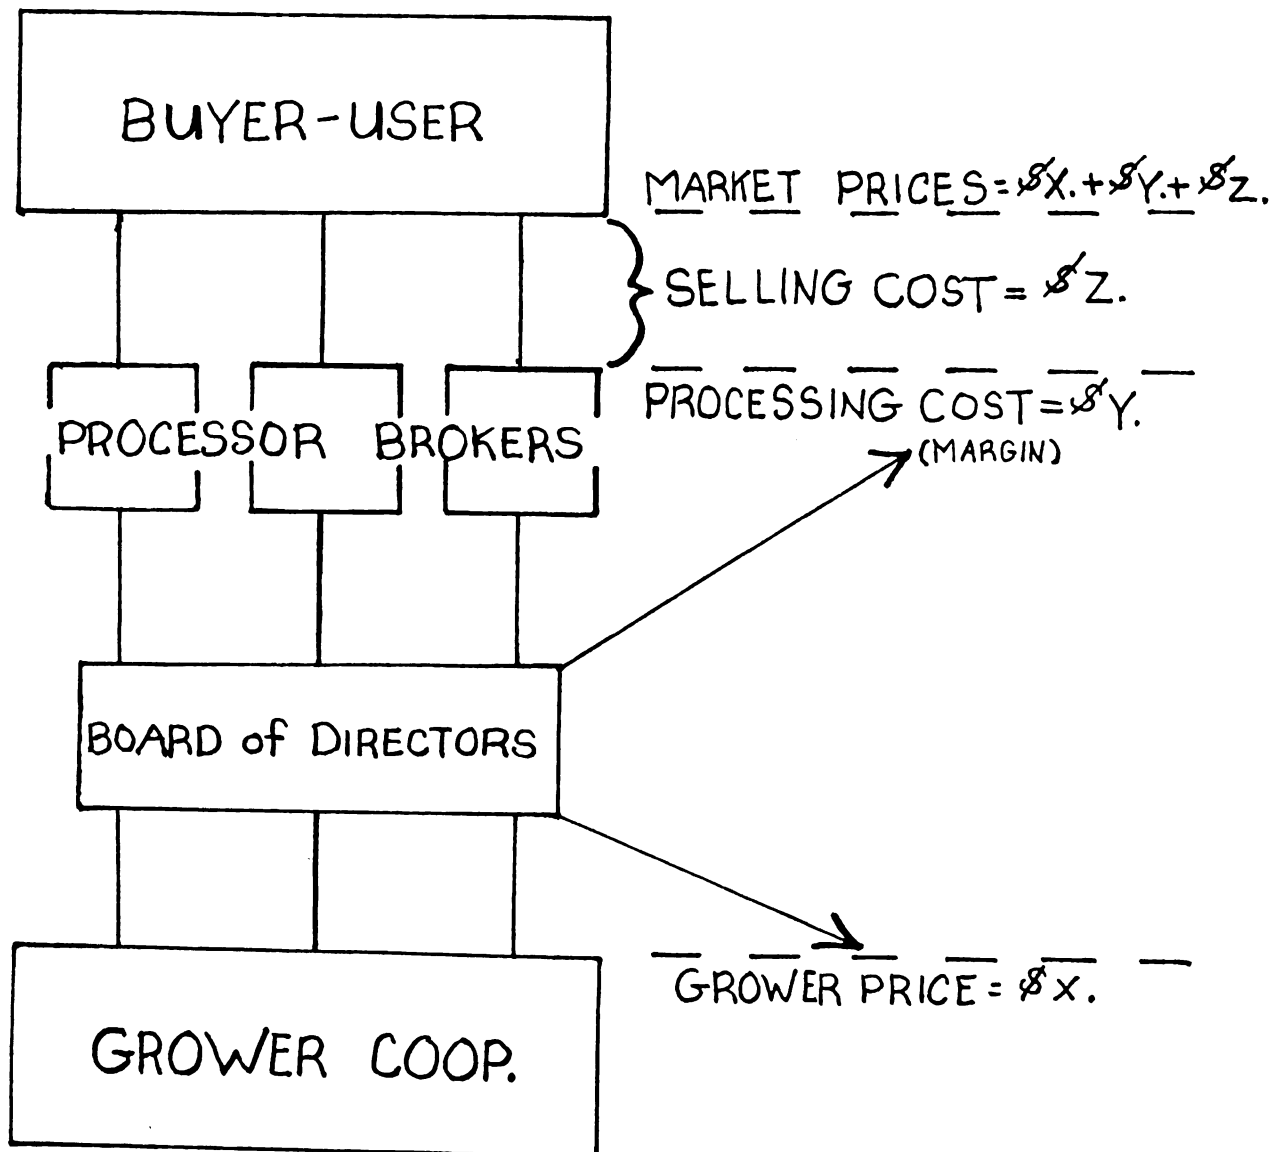 BUYER-USER
MARKET PRICES = $X. + $Y. + $Z.
SELLING COST = $Z.
PROCESSING COST = $Y.
(MARGIN)
PROCESSOR BROKERS
BOARD of DIRECTORS
GROWER PRICE = $X.
GROWER COOP.